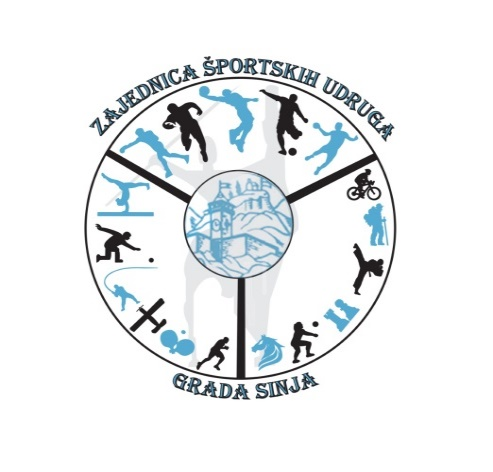 ZAJEDNICA ŠPORTSKIH UDRUGA
GRADA SINJA